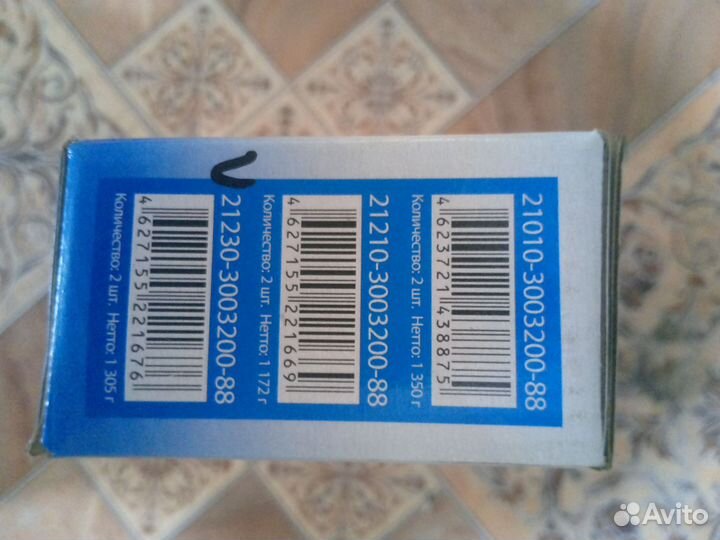 21010-3003200-88
4 623721 438875
Количество: 2 шт. Нетто: 1 350 г
21210-3003200-88
4 627155 221669
Количество: 2 шт. Нетто: 1 172 г
21230-3003200-88
4 627155 221676
Количество: 2 шт. Нетто: 1 305 г
Avito